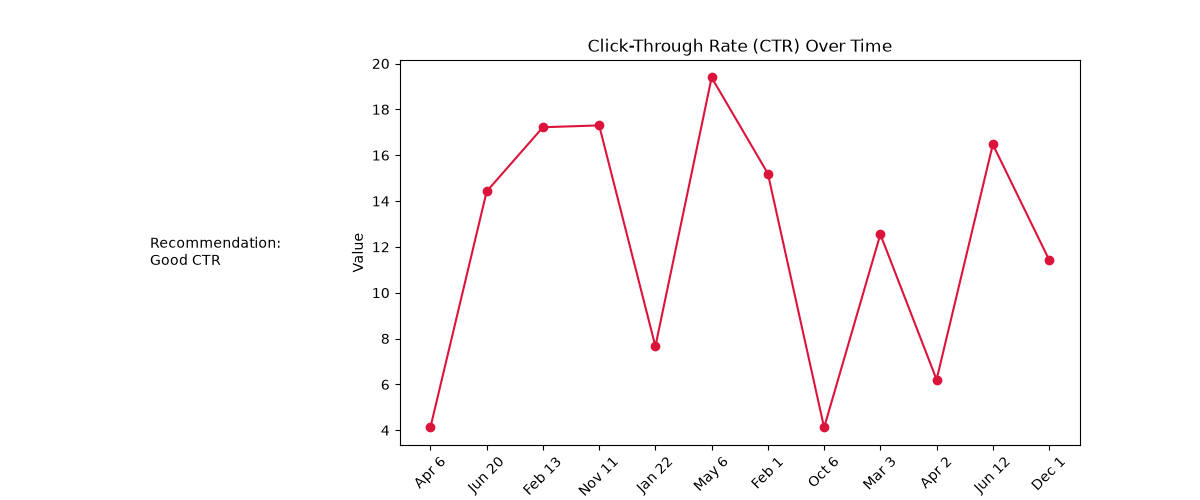 Click-Through Rate (CTR) Over Time
Recommendation:
Good CTR
Value
20
18
16
14
12
10
8
6
4
Apr 6
Jun 20
Feb 13
Nov 11
Jan 22
May 6
Feb 1
Oct 6
Mar 3
Apr 2
Jun 12
Dec 1